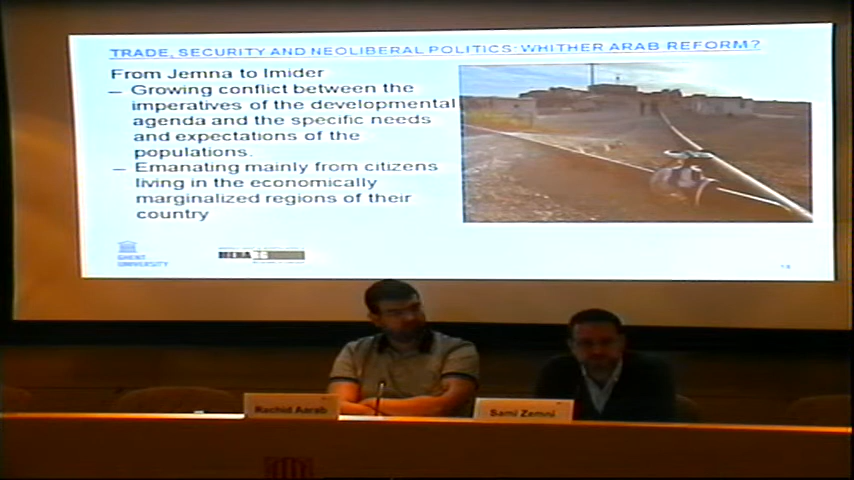 TRADE, SECURITY AND NEOLIBERAL POLITICS: WHITHER ARAB REFORM?
From Jemna to Imider
– Growing conflict between the
imperatives of the developmental
agenda and the specific needs
and expectations of the
populations.
– Emanating mainly from citizens
living in the economically
marginalized regions of their
country
GHENT
UNIVERSITY
MENA
Rachid Aarab
Sami Zemni